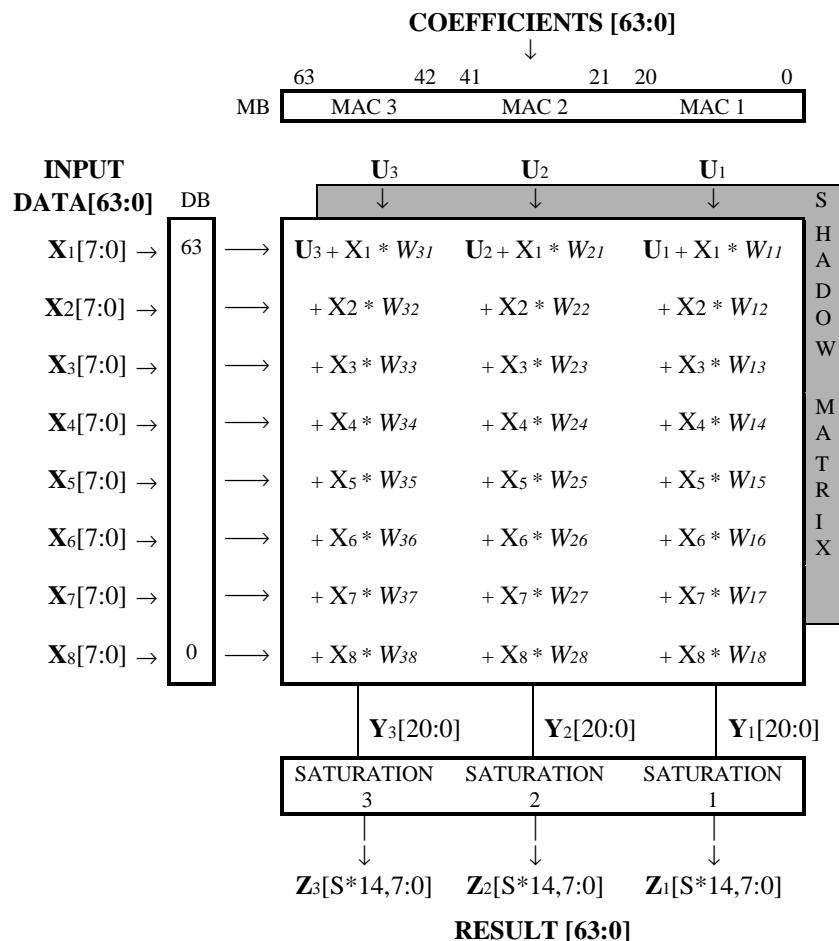 COEFFICIENTS [63:0]
↓
63 42 41 21 20 0
MB MAC 3 MAC 2 MAC 1
INPUT
DATA[63:0] DB
U3 U2 U1
↓ ↓ ↓
SHADOW MATRIX
X1[7:0] → 63 → U3 + X1 * W31 U2 + X1 * W21 U1 + X1 * W11
X2[7:0] → → + X2 * W32 + X2 * W22 + X2 * W12
X3[7:0] → → + X3 * W33 + X3 * W23 + X3 * W13
X4[7:0] → → + X4 * W34 + X4 * W24 + X4 * W14
X5[7:0] → → + X5 * W35 + X5 * W25 + X5 * W15
X6[7:0] → → + X6 * W36 + X6 * W26 + X6 * W16
X7[7:0] → → + X7 * W37 + X7 * W27 + X7 * W17
X8[7:0] → 0 → + X8 * W38 + X8 * W28 + X8 * W18
Y3[20:0] Y2[20:0] Y1[20:0]
SATURATION SATURATION SATURATION
3 2 1
↓ ↓ ↓
Z3[S*14,7:0] Z2[S*14,7:0] Z1[S*14,7:0]
RESULT [63:0]